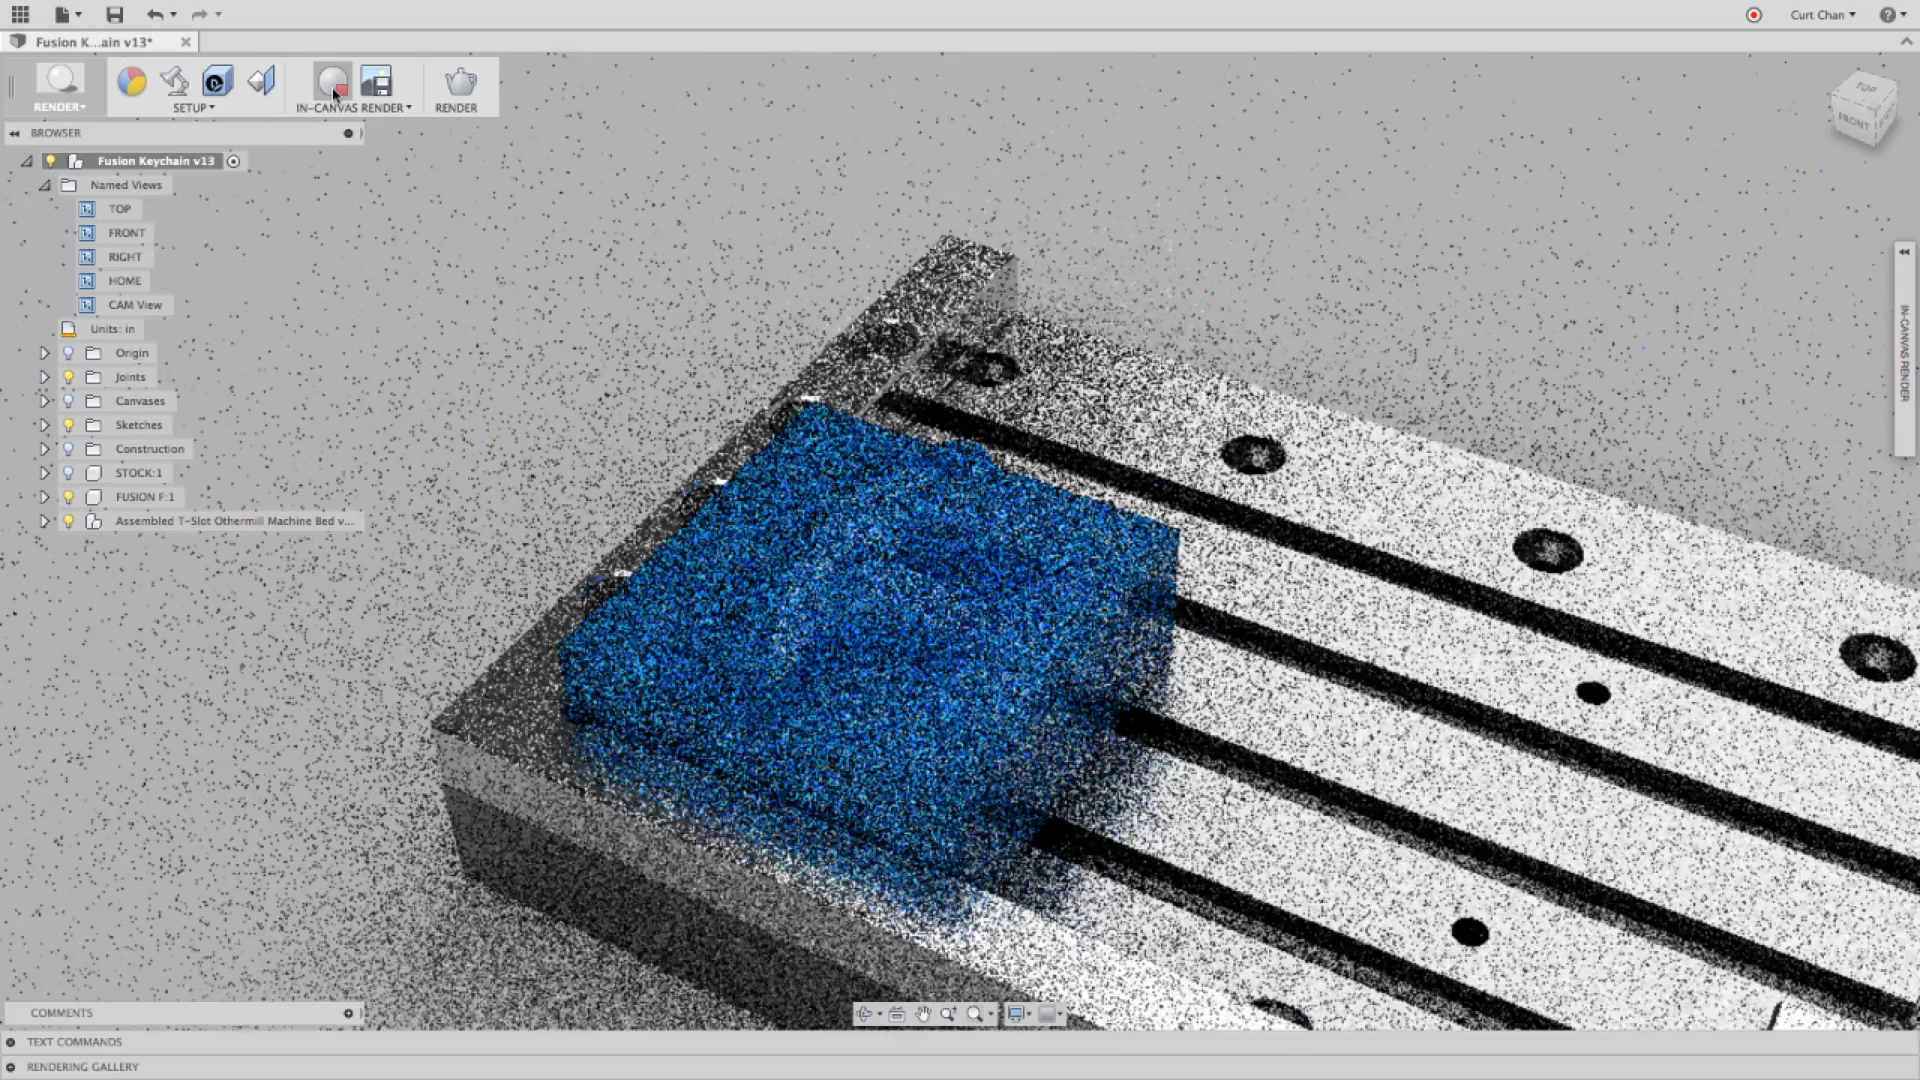 Curt Chan
Fusion K...ain v13*
RENDER
SETUP
IN-CANVAS RENDER
RENDER
BROWSER
TOP
FRONT
Fusion Keychain v13
Named Views
TOP
FRONT
RIGHT
HOME
CAM View
Units: in
Origin
Joints
Canvases
Sketches
Construction
STOCK:1
FUSION F:1
Assembled T-Slot Othermill Machine Bed v...
IN-CANVAS RENDER
COMMENTS
TEXT COMMANDS
RENDERING GALLERY